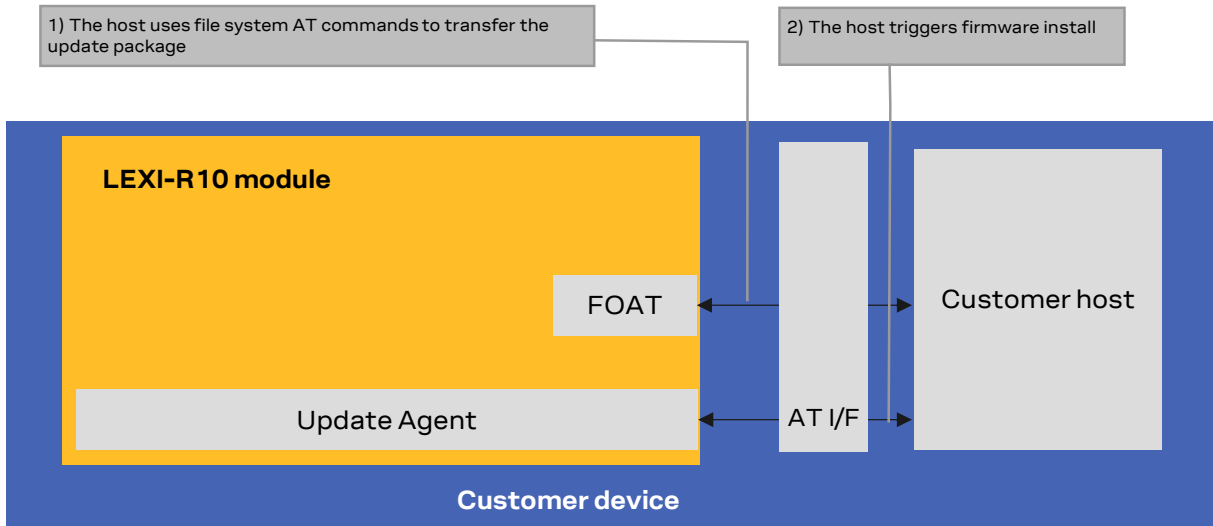 1) The host uses file system AT commands to transfer the
update package
2) The host triggers firmware install
LEXI-R10 module
FOAT
Customer host
Update Agent
AT I/F
Customer device